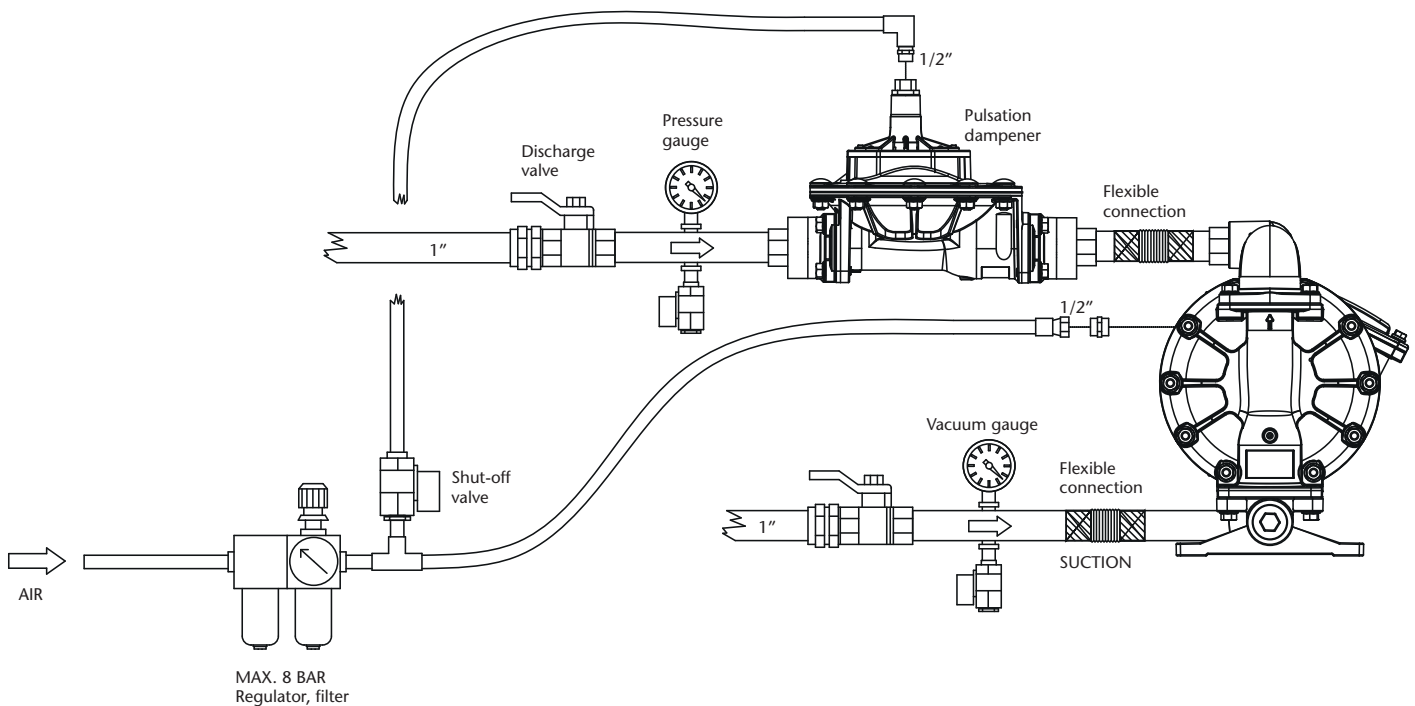 1/2”
Pulsation
dampener
Pressure
gauge
Discharge
valve
Flexible
connection
1”
1/2”
Vacuum gauge
Flexible
connection
Shut-off
valve
1”
SUCTION
AIR
MAX. 8 BAR
Regulator, filter